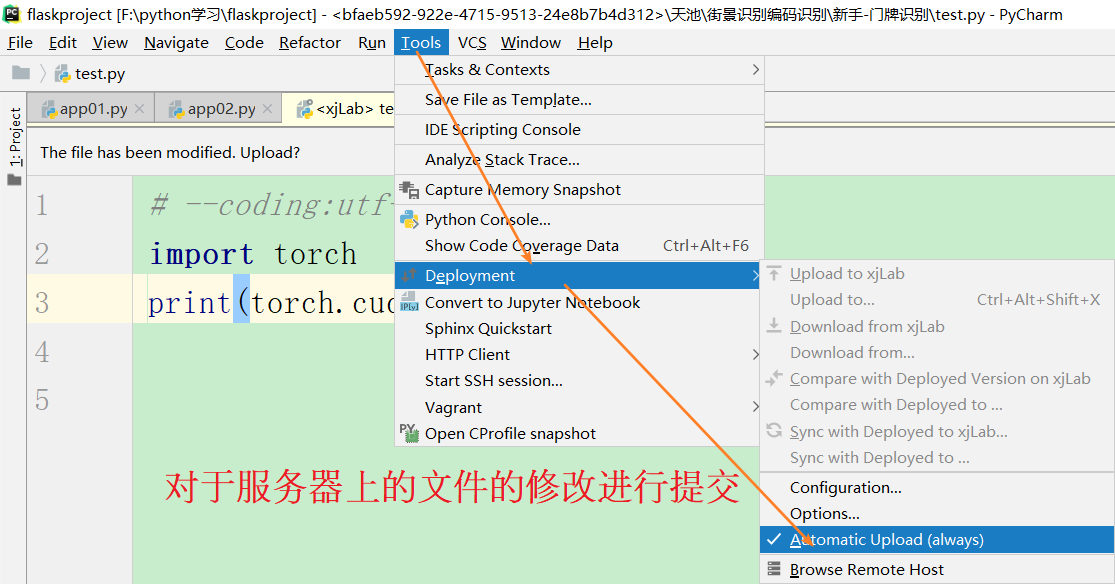 flaskproject [F:\python学习\flaskproject] - <bfaeb592-922e-4715-9513-24e8b7b4d312>\天池\街景识别编码识别\新手-门牌识别\test.py - PyCharm
File Edit View Navigate Code Refactor Run Tools VCS Window Help
test.py
app01.py app02.py <xjLab> te
1: Project
The file has been modified. Upload?
1 # --coding:utf-
2 import torch
3 print(torch.cud
4
5
Tasks & Contexts
Save File as Template...
IDE Scripting Console
Analyze Stack Trace...
Capture Memory Snapshot
Python Console...
Show Code Coverage Data Ctrl+Alt+F6
Deployment
Convert to Jupyter Notebook
Sphinx Quickstart
HTTP Client
Start SSH session...
Vagrant
Open CProfile snapshot
Upload to xjLab
Upload to... Ctrl+Alt+Shift+X
Download from xjLab
Download from...
Compare with Deployed Version on xjLab
Compare with Deployed to ...
Sync with Deployed to xjLab...
Sync with Deployed to ...
Configuration...
Options...
Automatic Upload (always)
Browse Remote Host
对于服务器上的文件的修改进行提交